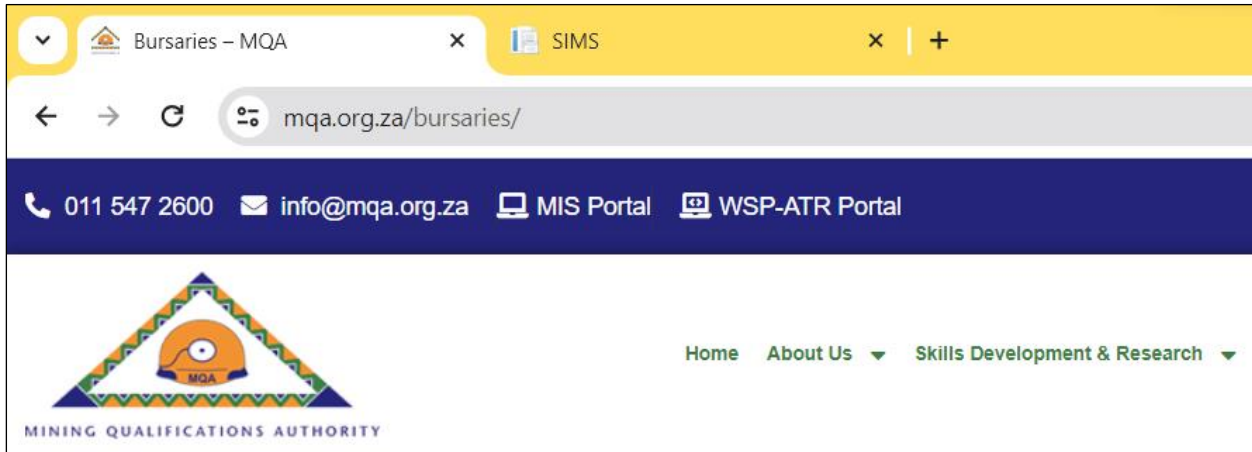 Bursaries – MQA SIMS
mqa.org.za/bursaries/
011 547 2600 info@mqa.org.za MIS Portal WSP-ATR Portal
MQA
Home About Us Skills Development & Research
MINING QUALIFICATIONS AUTHORITY